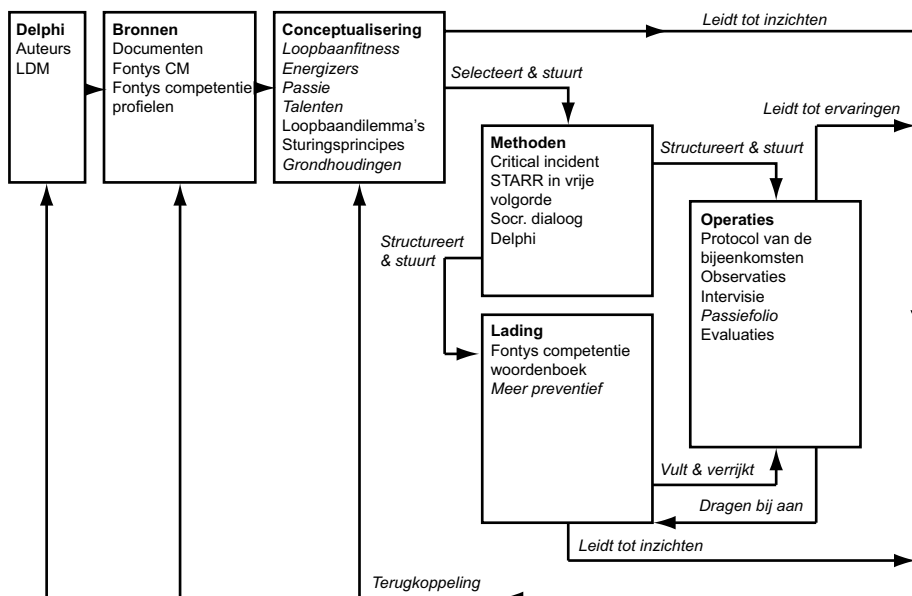 Delphi
Auteurs
LDM
Bronnen
Documenten
Fontys CM
Fontys competentie
profielen
Conceptualisering
Loopbaanfitness
Energizers
Passie
Talenten
Loopbaandilemma's
Sturingsprincipes
Grondhoudingen
Leidt tot inzichten
Selecteert & stuurt
Methoden
Critical incident
STARR in vrije
volgorde
Socr. dialoog
Delphi
Structureert & stuurt
Leidt tot ervaringen
Operaties
Protocol van de
bijeenkomsten
Observaties
Intervisie
Passiefolio
Evaluaties
Structureert
& stuurt
Lading
Fontys competentie
woordenboek
Meer preventief
Vult & verrijkt
Dragen bij aan
Leidt tot inzichten
Terugkoppeling